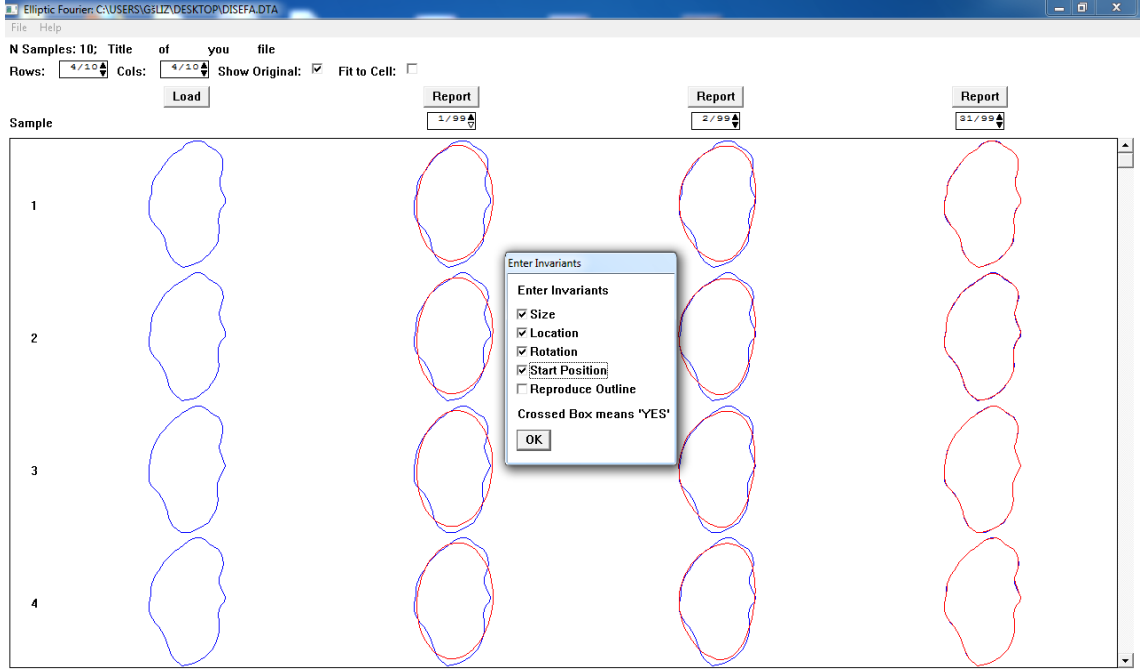 Elliptic Fourier: C:\USERS\GšLIZ\DESKTOP\DISEFA.DTA
File Help
N Samples: 10; Title of you file
Rows: 4/10 Cols: 4/10 Show Original: Fit to Cell:
Load Report Report Report
Sample 1/99 2/99 31/99
1
Enter Invariants
Enter Invariants
Size
2 Location
Rotation
Start Position
Reproduce Outline
Crossed Box means 'YES'
OK
3
4